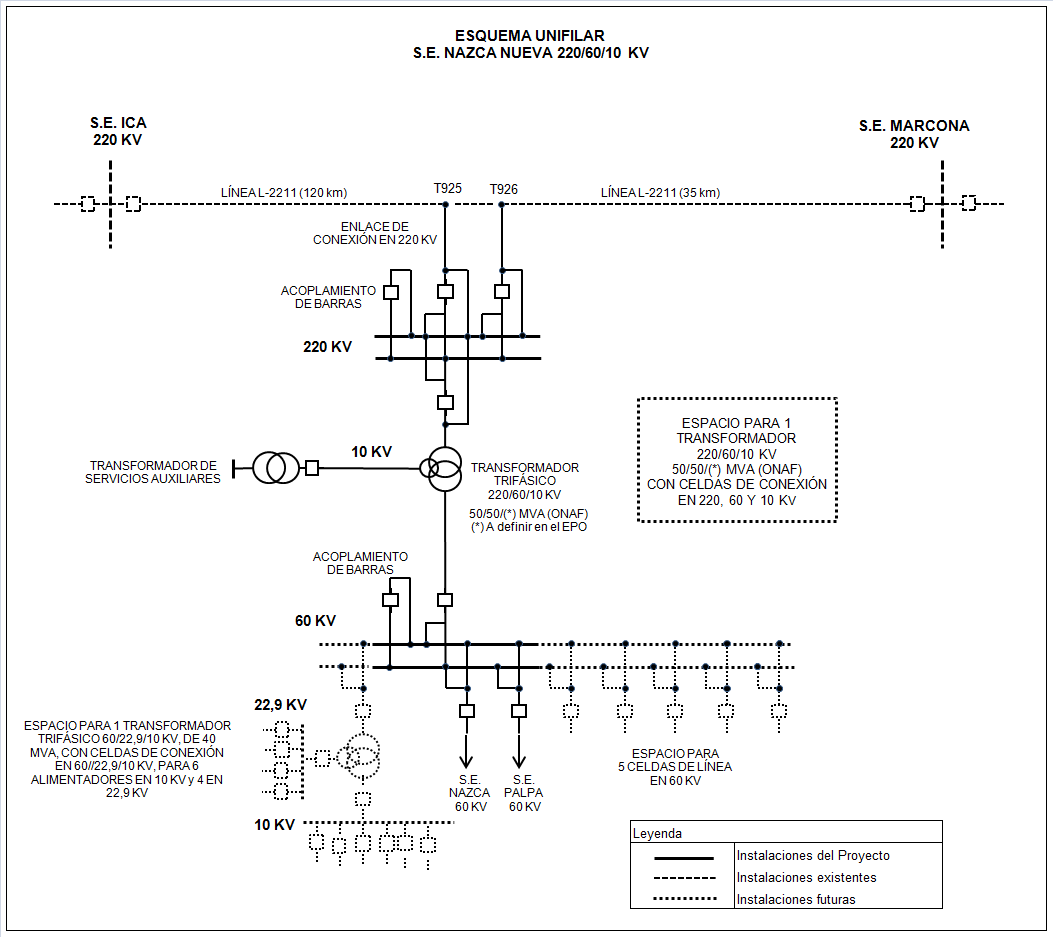 ESQUEMA UNIFILAR
S.E. NAZCA NUEVA 220/60/10 KV
S.E. ICA
220 KV
S.E. MARCONA
220 KV
LÍNEA L-2211 (120 km)
T925
T926
LÍNEA L-2211 (35 km)
ENLACE DE
CONEXIÓN EN 220 KV
ACOPLAMIENTO
DE BARRAS
220 KV
ESPACIO PARA 1
TRANSFORMADOR
220/60/10 KV
50/50/(*) MVA (ONAF)
CON CELDAS DE CONEXIÓN
EN 220, 60 Y 10 KV
10 KV
TRANSFORMADOR DE
SERVICIOS AUXILIARES
TRANSFORMADOR
TRIFÁSICO
220/60/10 KV
50/50/(*) MVA (ONAF)
(*) A definir en el EPO
ACOPLAMIENTO
DE BARRAS
60 KV
22,9 KV
ESPACIO PARA 1 TRANSFORMADOR
TRIFÁSICO 60/22,9/10 KV, DE 40
MVA, CON CELDAS DE CONEXIÓN
EN 60//22,9/10 KV, PARA 6
ALIMENTADORES EN 10 KV y 4 EN
22,9 KV
S.E.
NAZCA
60 KV
S.E.
PALPA
60 KV
ESPACIO PARA
5 CELDAS DE LÍNEA
EN 60 KV
10 KV
Leyenda
Instalaciones del Proyecto
Instalaciones existentes
Instalaciones futuras